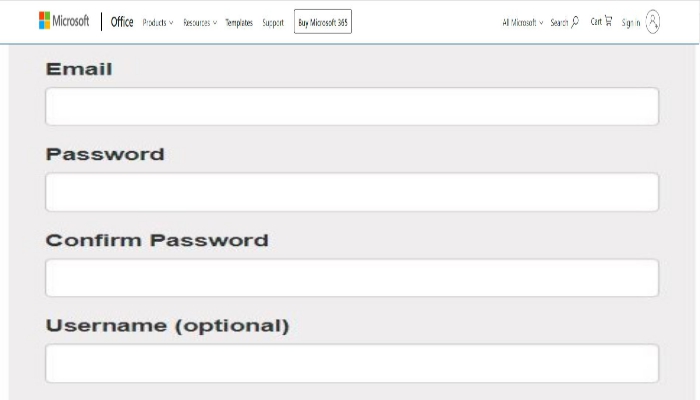 Microsoft Office Products Resources Templates Support Buy Microsoft 365 All Microsoft Search Cart Sign in
Email
Password
Confirm Password
Username (optional)